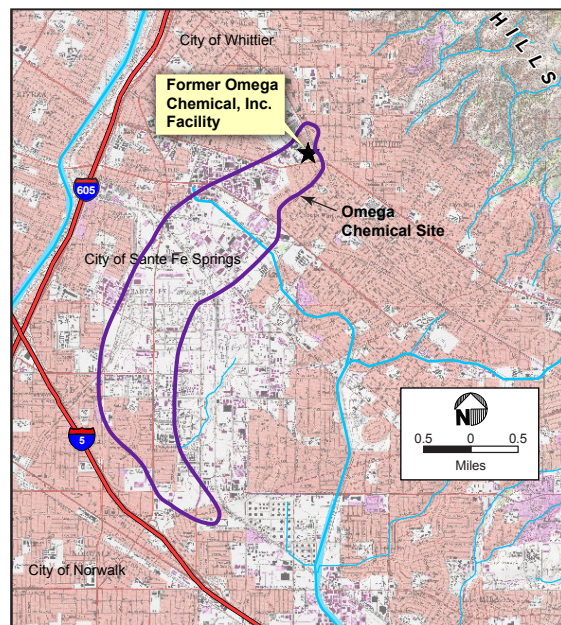 City of Whittier
HILLS
Former Omega
Chemical, Inc.
Facility
605
Omega
Chemical Site
City of Sante Fe Springs
N
0.5 0 0.5
Miles
5
City of Norwalk